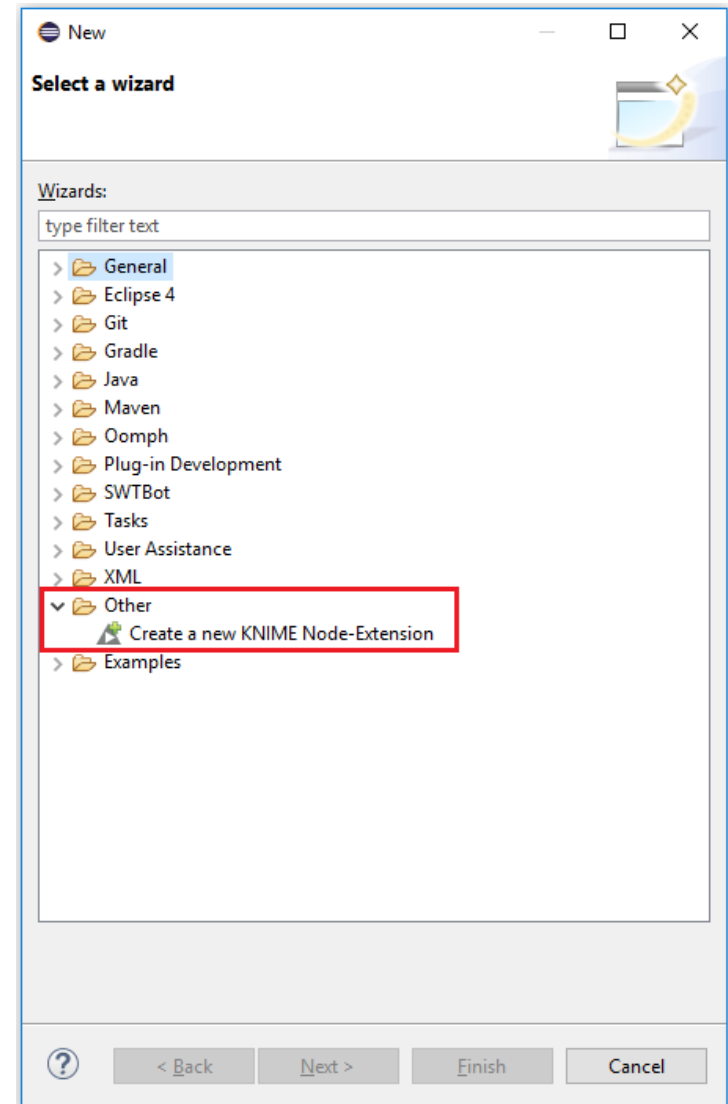 New
Select a wizard
Wizards:
type filter text
General
Eclipse 4
Git
Gradle
Java
Maven
Oomph
Plug-in Development
SWTBot
Tasks
User Assistance
XML
Other
Create a new KNIME Node-Extension
Examples
? < Back Next > Finish Cancel